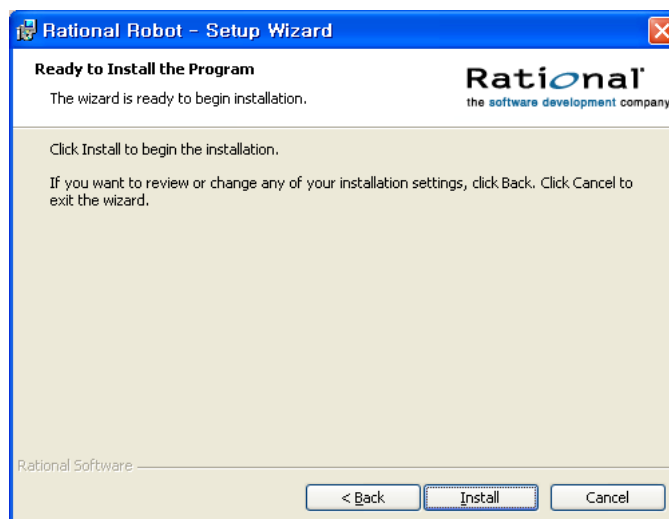 Rational Robot - Setup Wizard
Ready to Install the Program
The wizard is ready to begin installation.
Rational
the software development company
Click Install to begin the installation.
If you want to review or change any of your installation settings, click Back. Click Cancel to
exit the wizard.
Rational Software
< Back
Install
Cancel